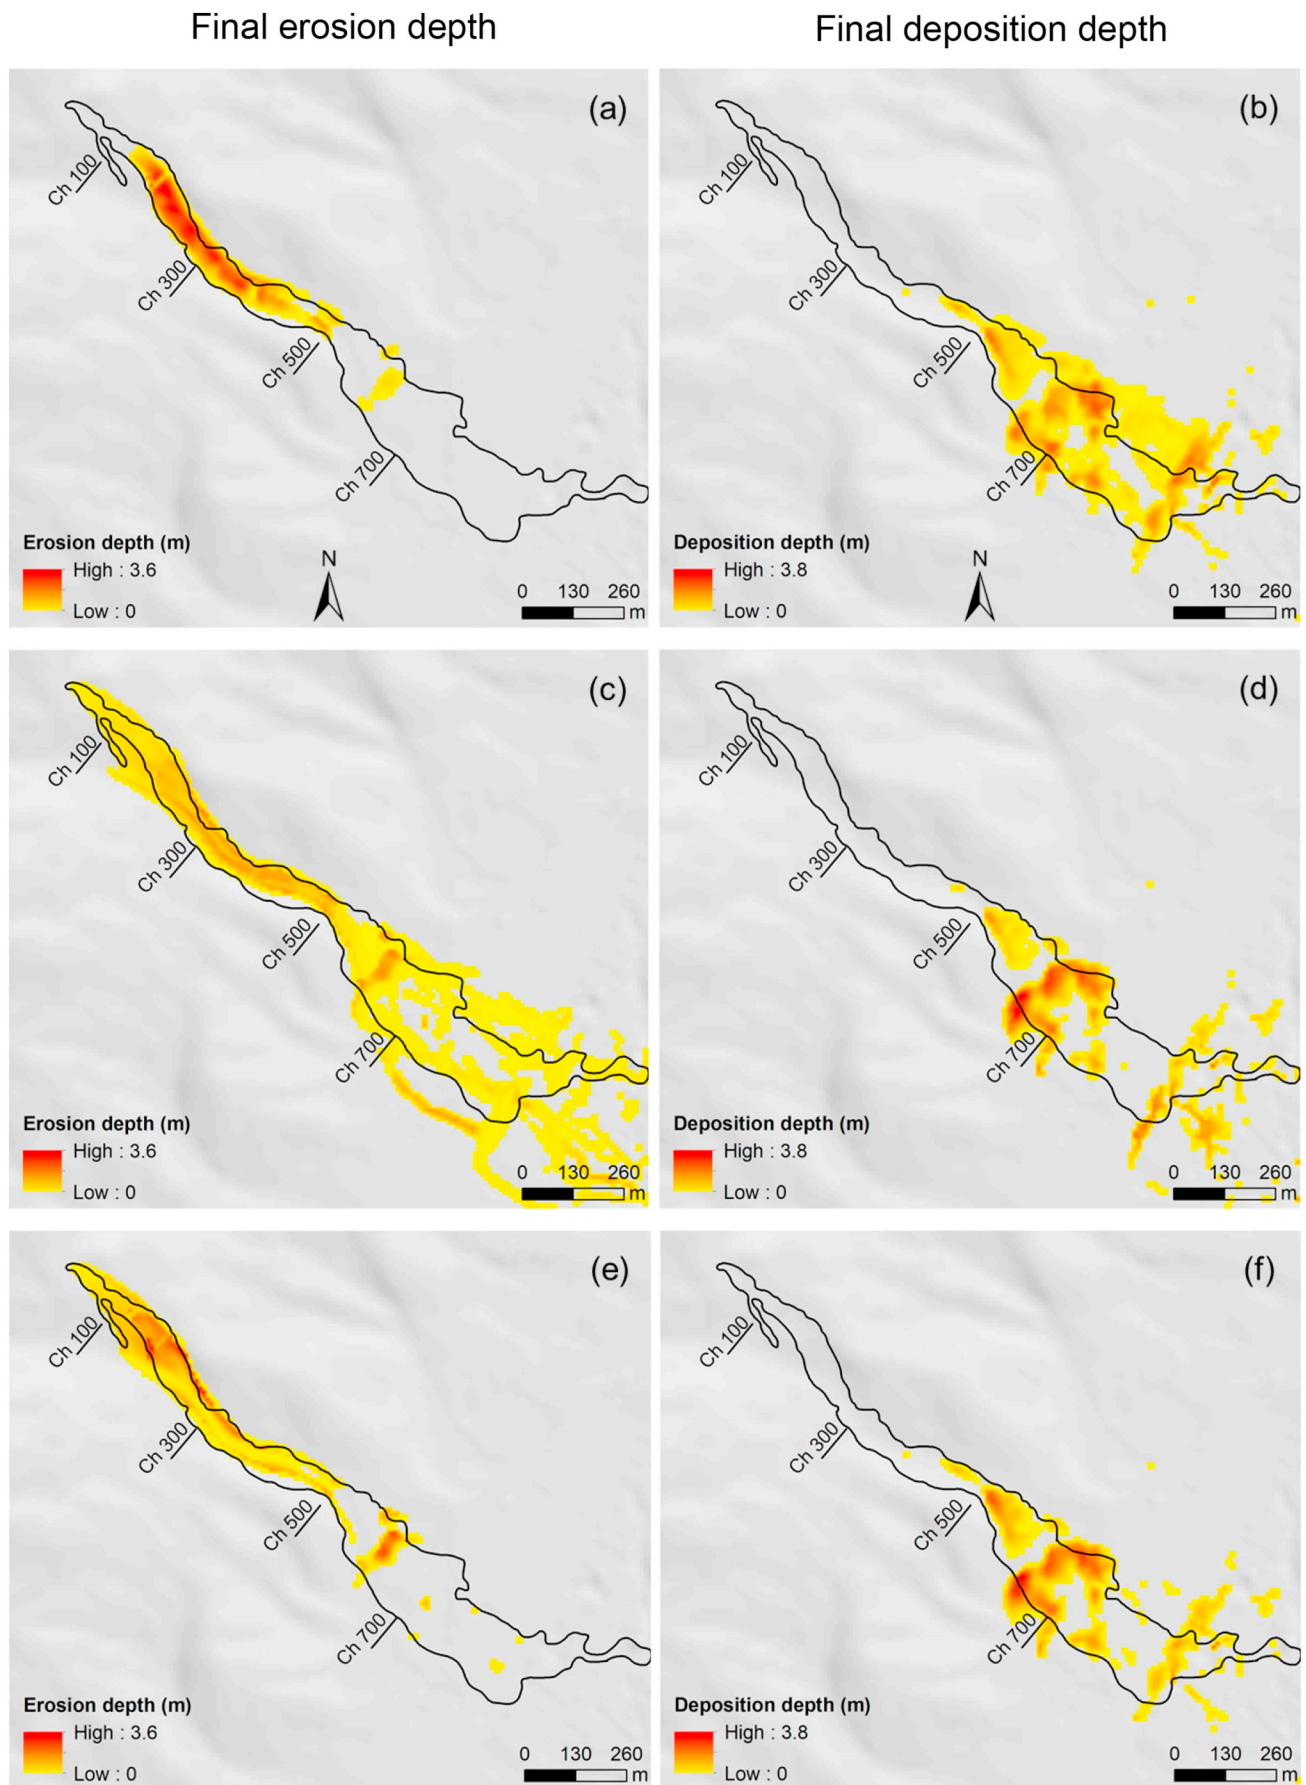 Final erosion depth
Final deposition depth
(a)
Ch 100
Ch 300
Ch 500
Ch 700
Erosion depth (m)
High : 3.6
Low : 0
N
0 130 260
m
(b)
Ch 100
Ch 300
Ch 500
Ch 700
Deposition depth (m)
High : 3.8
Low : 0
N
0 130 260
m
(c)
Ch 100
Ch 300
Ch 500
Ch 700
Erosion depth (m)
High : 3.6
Low : 0
0 130 260
m
(d)
Ch 100
Ch 300
Ch 500
Ch 700
Deposition depth (m)
High : 3.8
Low : 0
0 130 260
m
(e)
Ch 100
Ch 300
Ch 500
Ch 700
Erosion depth (m)
High : 3.6
Low : 0
0 130 260
m
(f)
Ch 100
Ch 300
Ch 500
Ch 700
Deposition depth (m)
High : 3.8
Low : 0
0 130 260
m